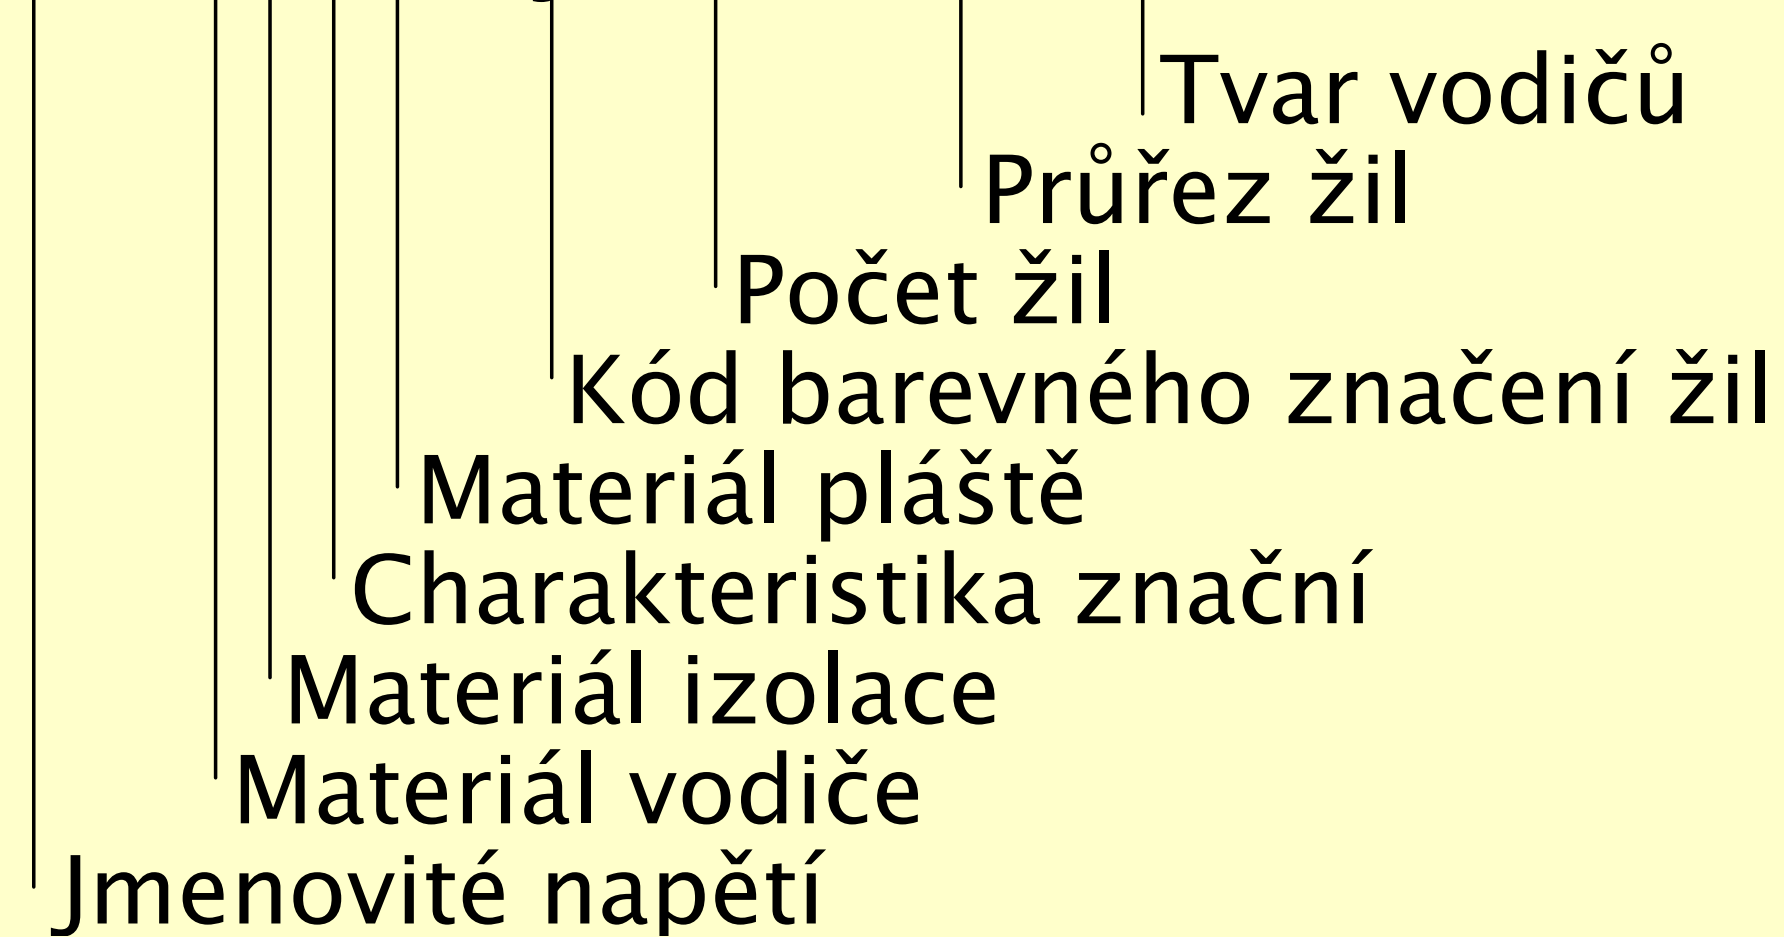 Tvar vodičů
Průřez žil
Počet žil
Kód barevného značení žil
Materiál pláště
Charakteristika znační
Materiál izolace
Materiál vodiče
Jmenovité napětí